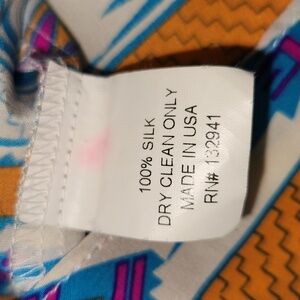 100% SILK
DRY CLEAN ONLY
MADE IN USA
RN# 132941